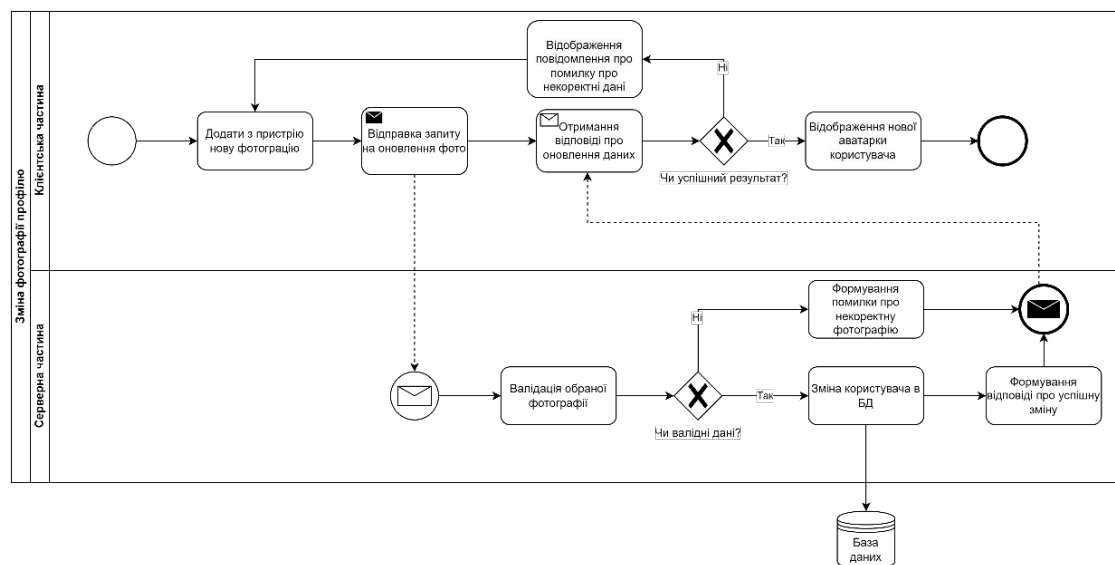 Зміна фотографії профілю
Клієнтська частина
Відображення
повідомлення про
помилку про
некоректні дані
Ні
Додати з пристрію
нову фотограцію
Відправка запиту
на оновлення фото
Отримання
відповіді про
оновлення даних
Так
Чи успішний результат?
Відображення нової
аватарки
користувача
Серверна частина
Формування
помилки про
некоректну
фотографію
Ні
Валідація обраної
фотографії
Так
Чи валідні дані?
Зміна користувача в
БД
Формування
відповіді про успішну
зміну
База
даних